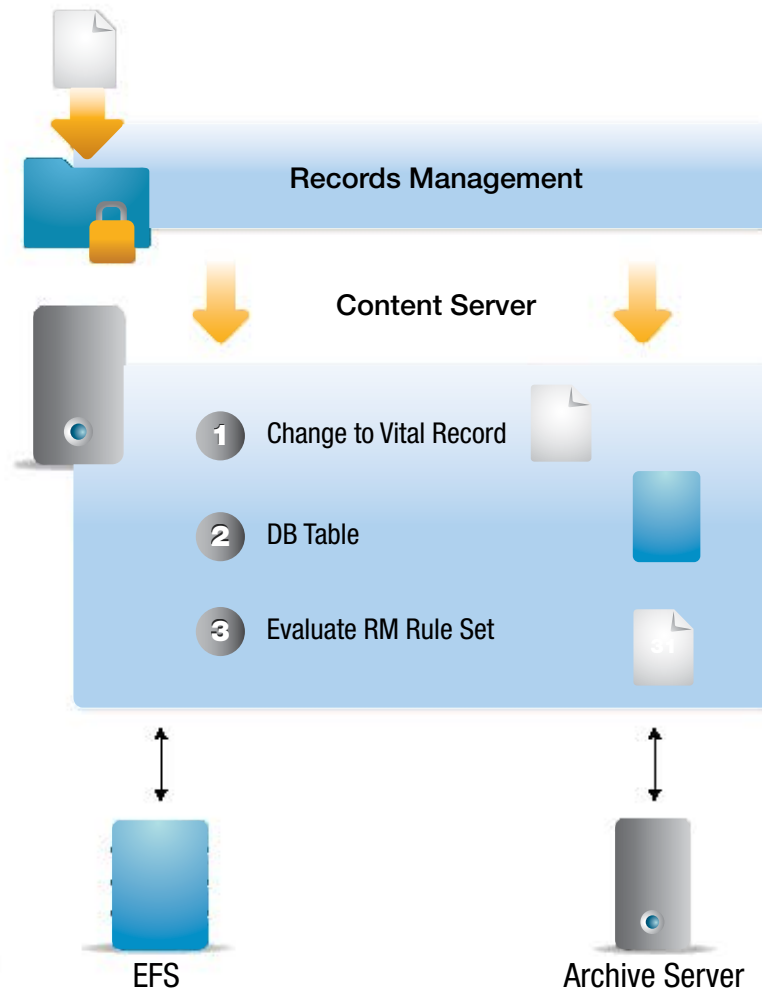 Records Management
Content Server
1 Change to Vital Record
2 DB Table
3 Evaluate RM Rule Set
31
EFS
Archive Server